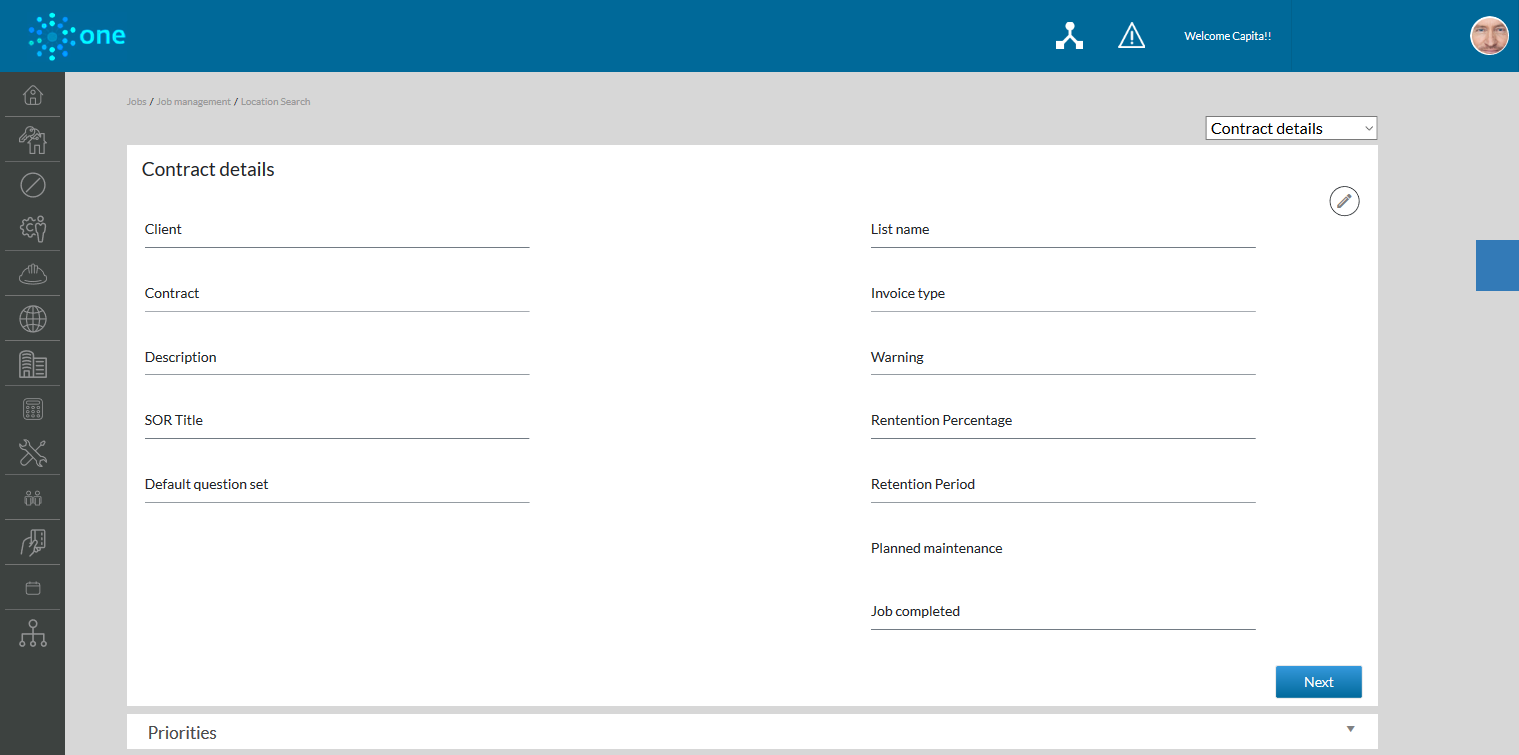 one
Welcome Capita!!
Jobs / Job management / Location Search
Contract details
Contract details
Client
List name
Contract
Invoice type
Description
Warning
SOR Title
Rentention Percentage
Default question set
Retention Period
Planned maintenance
Job completed
Next
Priorities